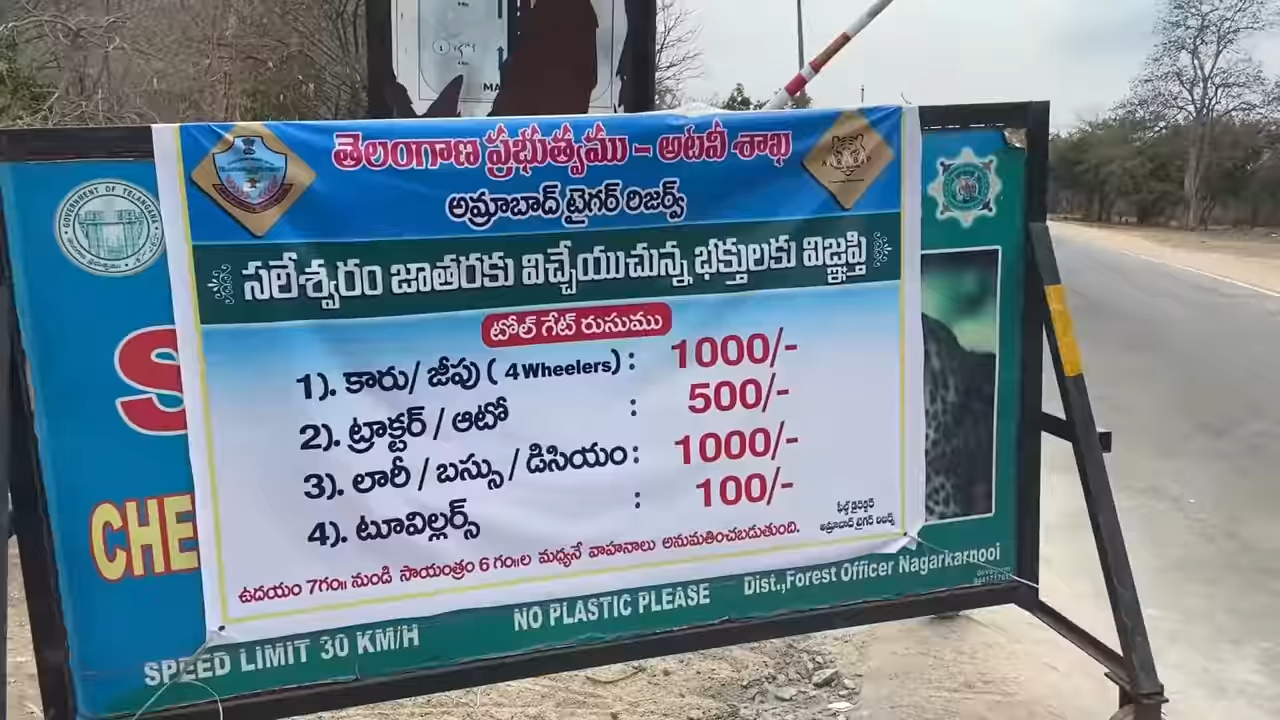 MA
తెలంగాణ ప్రభుత్వము - అటవీ శాఖ
అమ్రాబాద్ టైగర్ రిజర్వ్
GOVERNMENT OF TELANGANA
సలేశ్వరం జాతరకు విచ్చేయుచున్న భక్తులకు విజ్ఞప్తి
టోల్ గేట్ రుసుము
1). కారు/ జీపు ( 4 Wheelers) : 1000/-
2). ట్రాక్టర్ / ఆటో : 500/-
3). లారీ / బస్సు / డిసియం : 1000/-
4). టూవీల్లర్స్ : 100/-
ఫీల్డ్ డైరెక్టర్
అమ్రాబాద్ టైగర్ రిజర్వ్
ఉదయం 7గం॥ నుండి సాయంత్రం 6 గం॥ల మధ్యనే వాహనాలు అనుమతించబడుతుంది.
S
CHE
SPEED LIMIT 30 KM/H
NO PLASTIC PLEASE
Dist.,Forest Officer Nagarkarnool